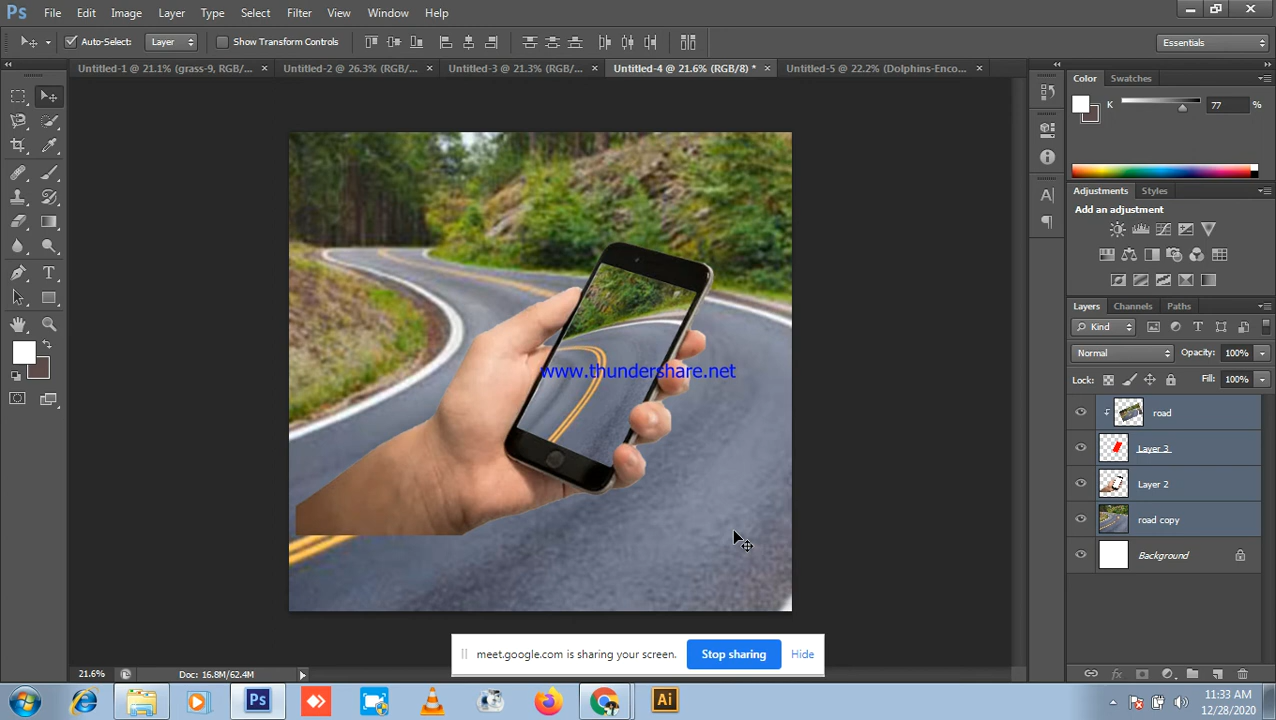 Ps File Edit Image Layer Type Select Filter View Window Help
Auto-Select: Layer Show Transform Controls Essentials
Untitled-1 @ 21.1% (grass-9, RGB/... × Untitled-2 @ 26.3% (RGB/... × Untitled-3 @ 21.3% (RGB/... × Untitled-4 @ 21.6% (RGB/8) * × Untitled-5 @ 22.2% (Dolphins-Enco... ×
Color Swatches
K 77 %
Adjustments Styles
Add an adjustment
Layers Channels Paths
Kind
Normal Opacity: 100%
Lock: Fill: 100%
road
Layer 3
Layer 2
road copy
Background
www.thundershare.net
meet.google.com is sharing your screen. Stop sharing Hide
21.6% Doc: 16.8M/62.4M
Ps Ai
11:33 AM
12/28/2020